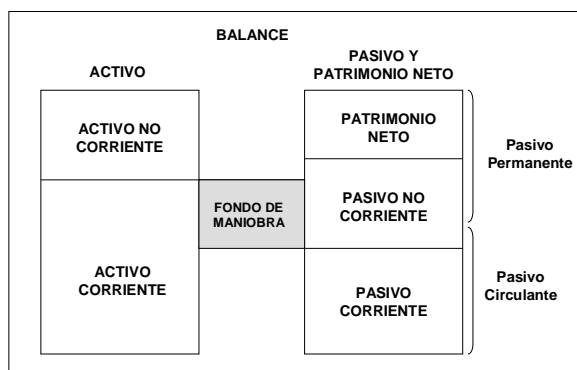 BALANCE
ACTIVO
PASIVO Y
PATRIMONIO NETO
ACTIVO NO
CORRIENTE
ACTIVO
CORRIENTE
FONDO DE
MANIOBRA
PATRIMONIO
NETO
PASIVO NO
CORRIENTE
PASIVO
CORRIENTE
Pasivo
Permanente
Pasivo
Circulante